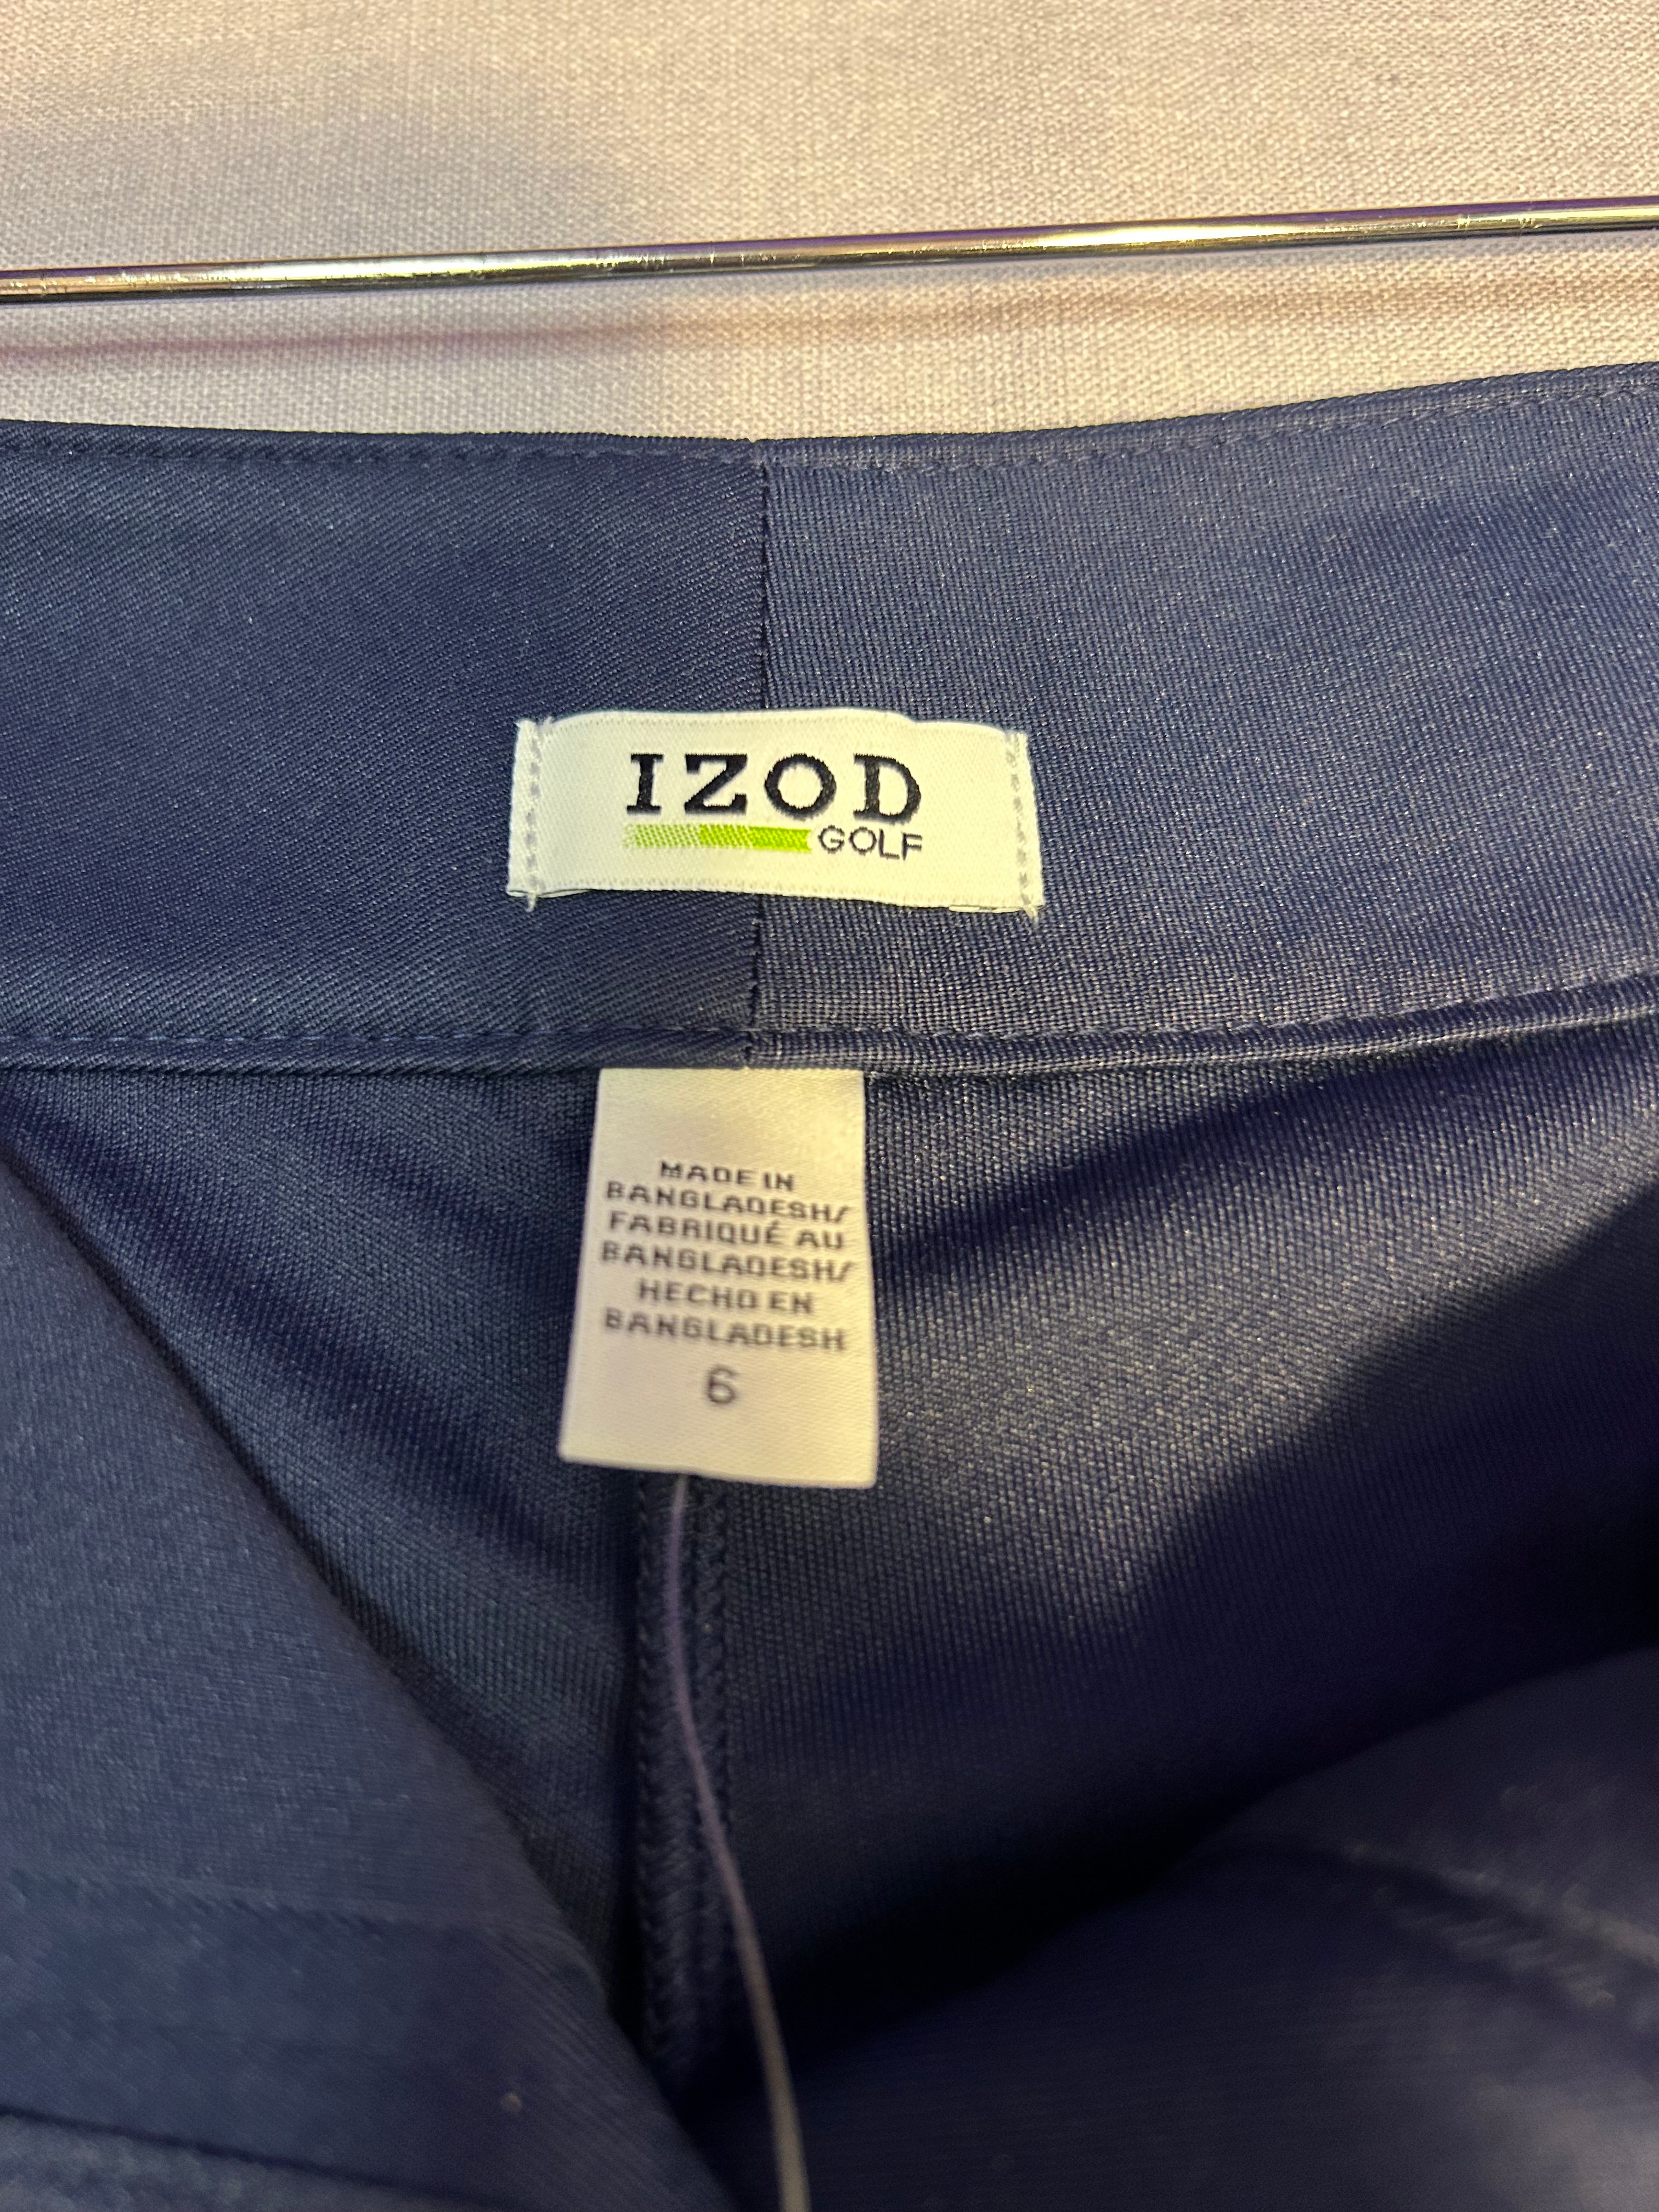 IZOD
GOLF
MADE IN
BANGLADESH/
FABRIQUÉ AU
BANGLADESH/
HECHO EN
BANGLADESH
6